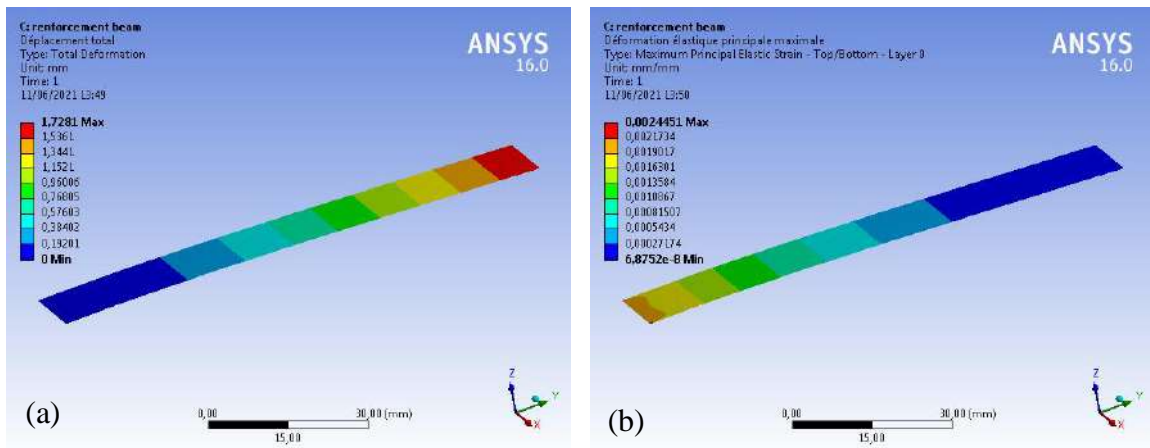 C: renforcement beam
Déplacement total
Type: Total Deformation
Unit: mm
Time: 1
11/06/2021 13:49
ANSYS
16.0
1,7281 Max
1,5361
1,3441
1,1521
0,96006
0,76805
0,57603
0,38402
0,19201
0 Min
Z
Y
X
(a)
0,00
30,00 (mm)
15,00
C: renforcement beam
Déformation élastique principale maximale
Type: Maximum Principal Elastic Strain - Top/Bottom - Layer 0
Unit: mm/mm
Time: 1
11/06/2021 13:50
ANSYS
16.0
0,0024451 Max
0,0021734
0,0019017
0,0016301
0,0013584
0,0010867
0,00081507
0,0005434
0,00027174
6,8752e-8 Min
Z
Y
X
(b)
0,00
30,00 (mm)
15,00